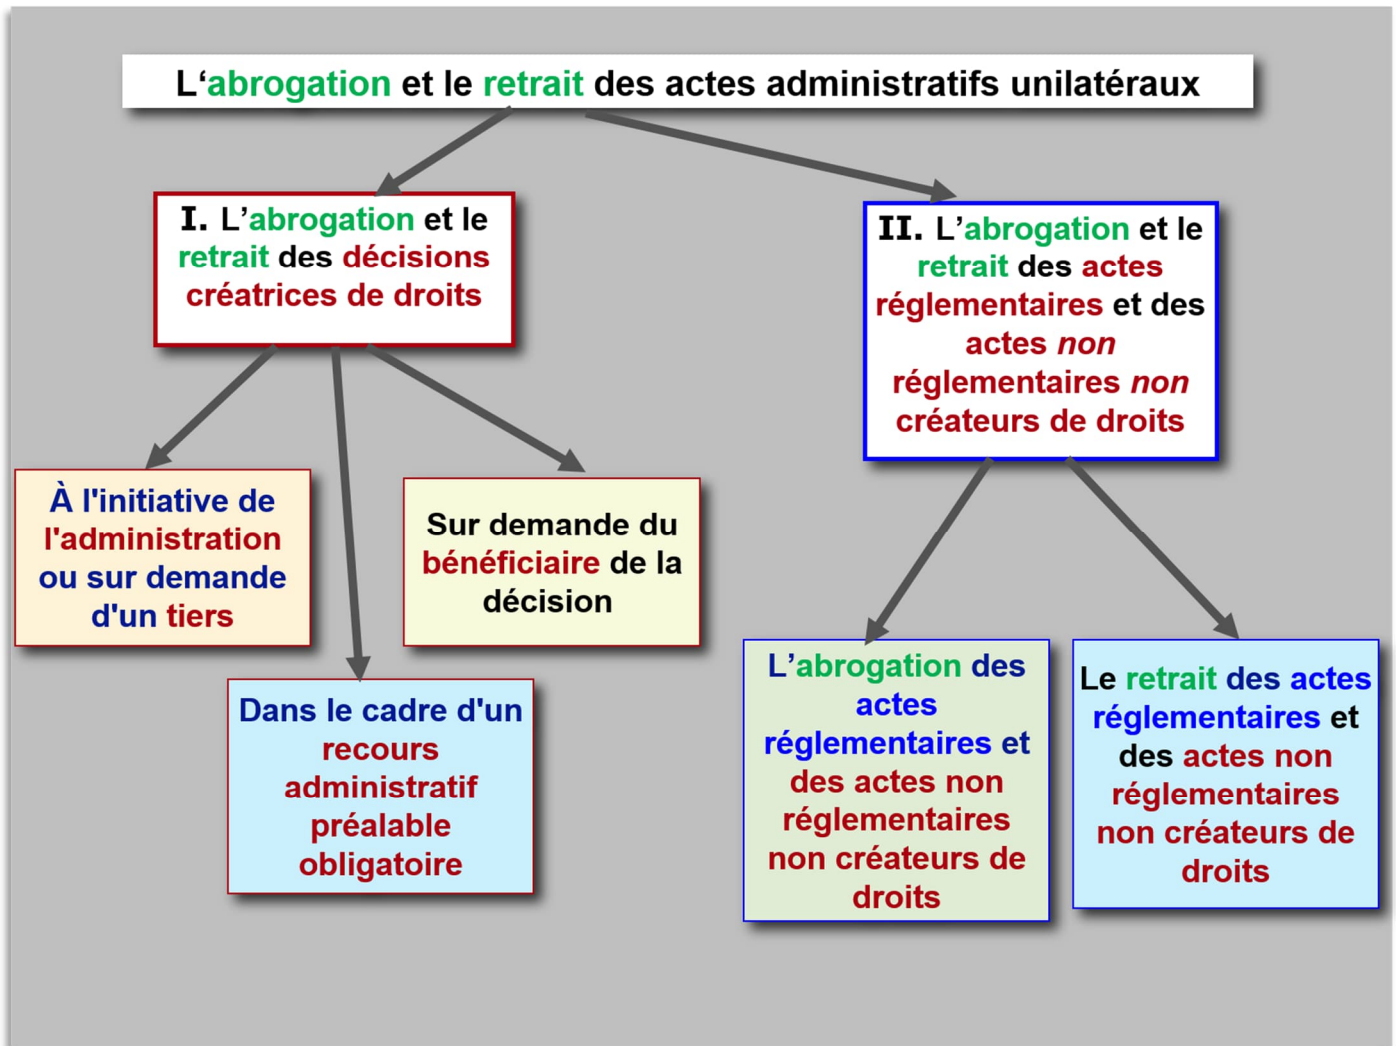 L‘abrogation et le retrait des actes administratifs unilatéraux
I. L’abrogation et le
retrait des décisions
créatrices de droits
II. L’abrogation et le
retrait des actes
réglementaires et des
actes non
réglementaires non
créateurs de droits
À l'initiative de
l'administration
ou sur demande
d'un tiers
Sur demande du
bénéficiaire de la
décision
Dans le cadre d'un
recours
administratif
préalable
obligatoire
L’abrogation des
actes
réglementaires et
des actes non
réglementaires
non créateurs de
droits
Le retrait des actes
réglementaires et
des actes non
réglementaires
non créateurs de
droits